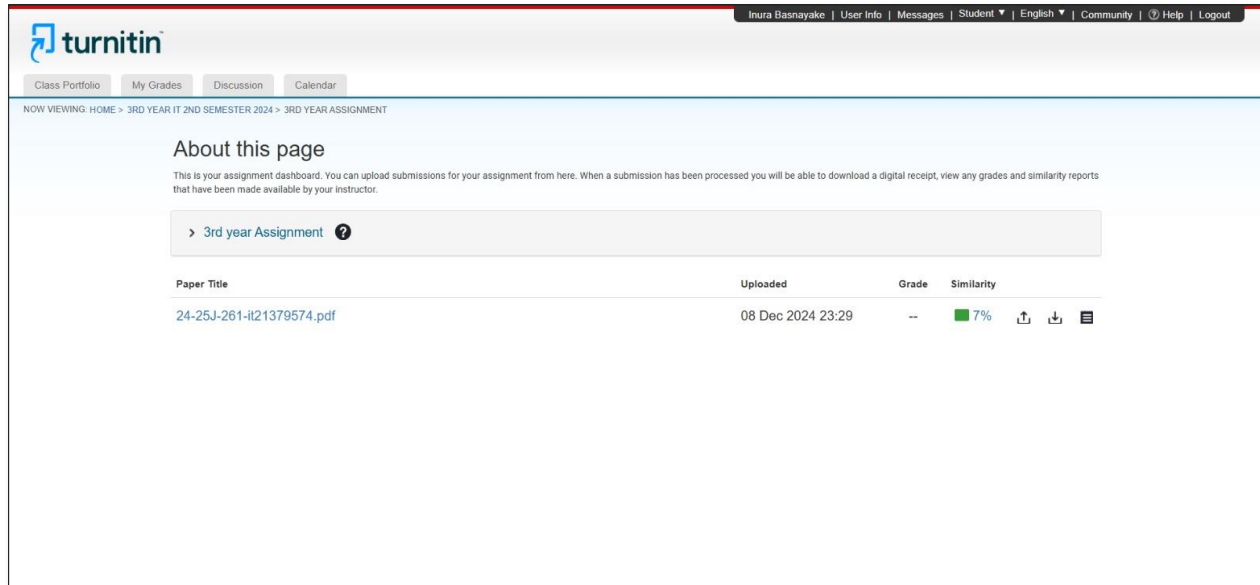 Inura Basnayake | User Info | Messages | Student ▼ | English ▼ | Community | ? Help | Logout
turnitin
Class Portfolio My Grades Discussion Calendar
NOW VIEWING: HOME > 3RD YEAR IT 2ND SEMESTER 2024 > 3RD YEAR ASSIGNMENT
About this page
This is your assignment dashboard. You can upload submissions for your assignment from here. When a submission has been processed you will be able to download a digital receipt, view any grades and similarity reports
that have been made available by your instructor.
> 3rd year Assignment ?
Paper Title Uploaded Grade Similarity
24-25J-261-it21379574.pdf 08 Dec 2024 23:29 -- 7%